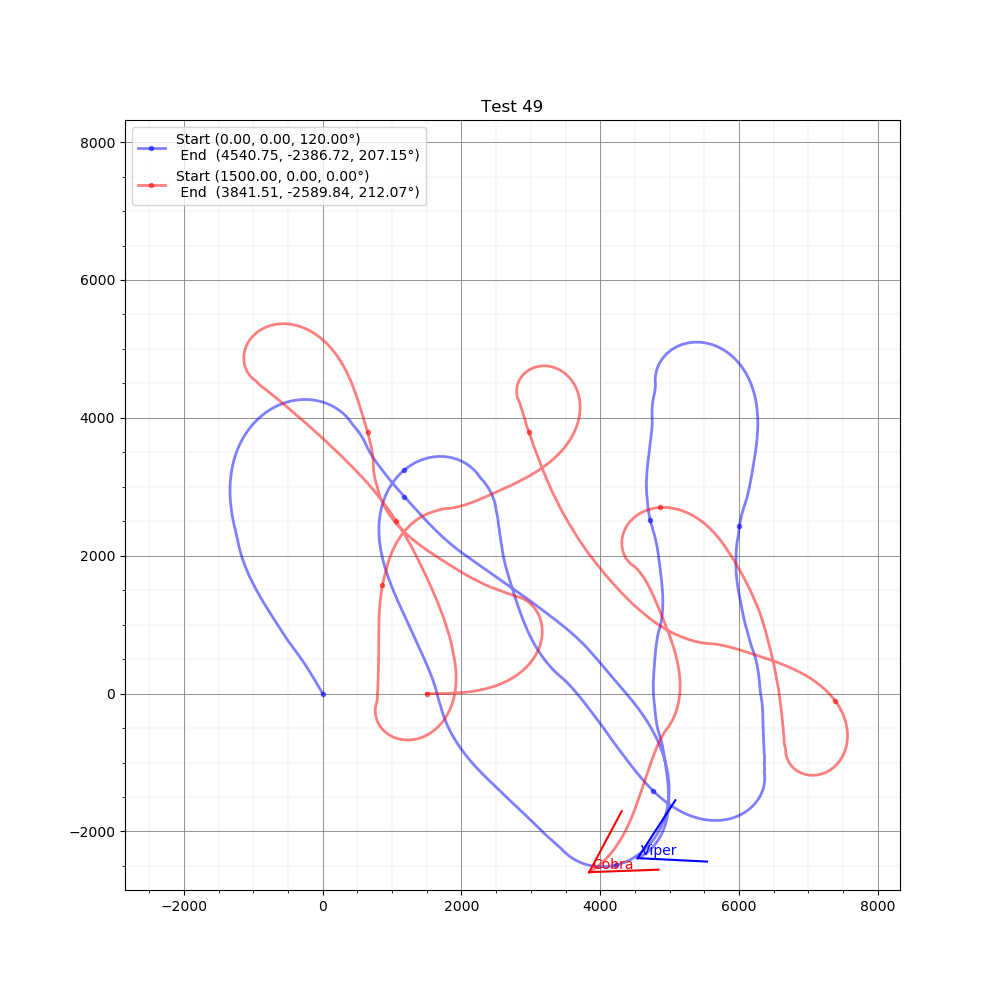 Test 49
Start (0.00, 0.00, 120.00°)
End (4540.75, -2386.72, 207.15°)
Start (1500.00, 0.00, 0.00°)
End (3841.51, -2589.84, 212.07°)
8000
6000
4000
2000
0
−2000
Viper
Cobra
−2000
0
2000
4000
6000
8000